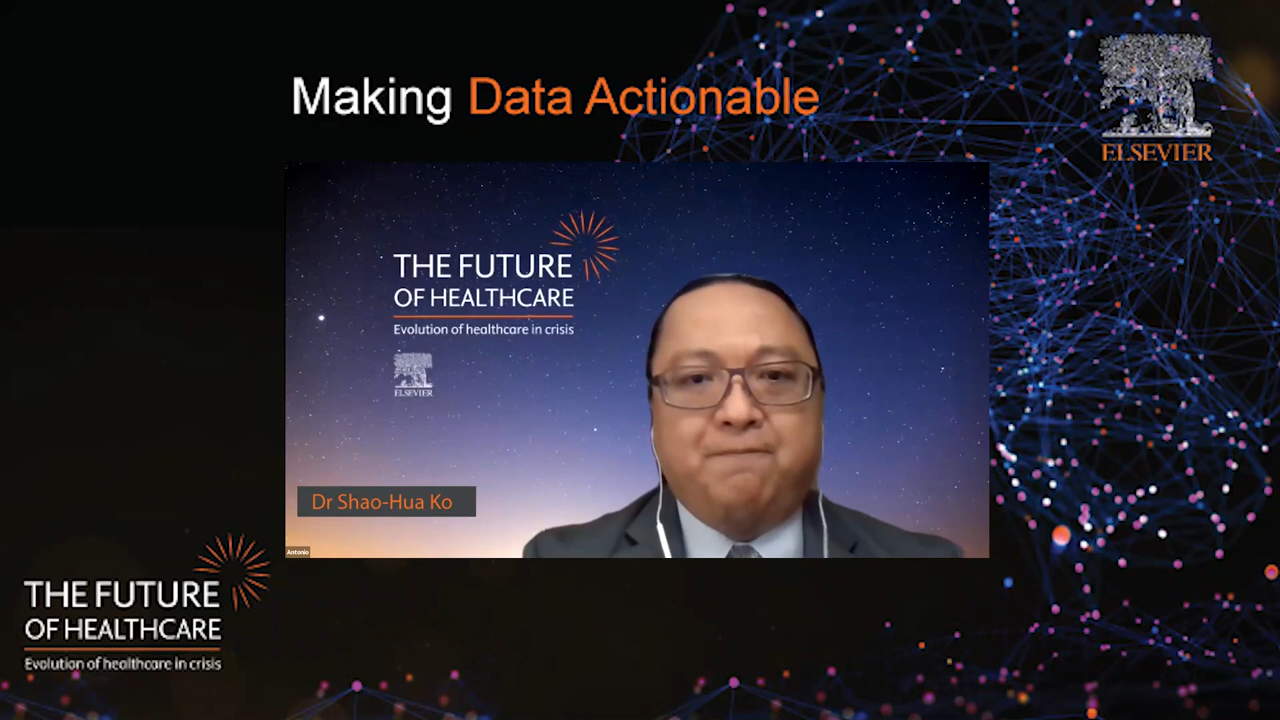 Making Data Actionable
ELSEVIER
THE FUTURE
OF HEALTHCARE
Evolution of healthcare in crisis
ELSEVIER
Dr Shao-Hua Ko
Antonio
THE FUTURE
OF HEALTHCARE
Evolution of healthcare in crisis